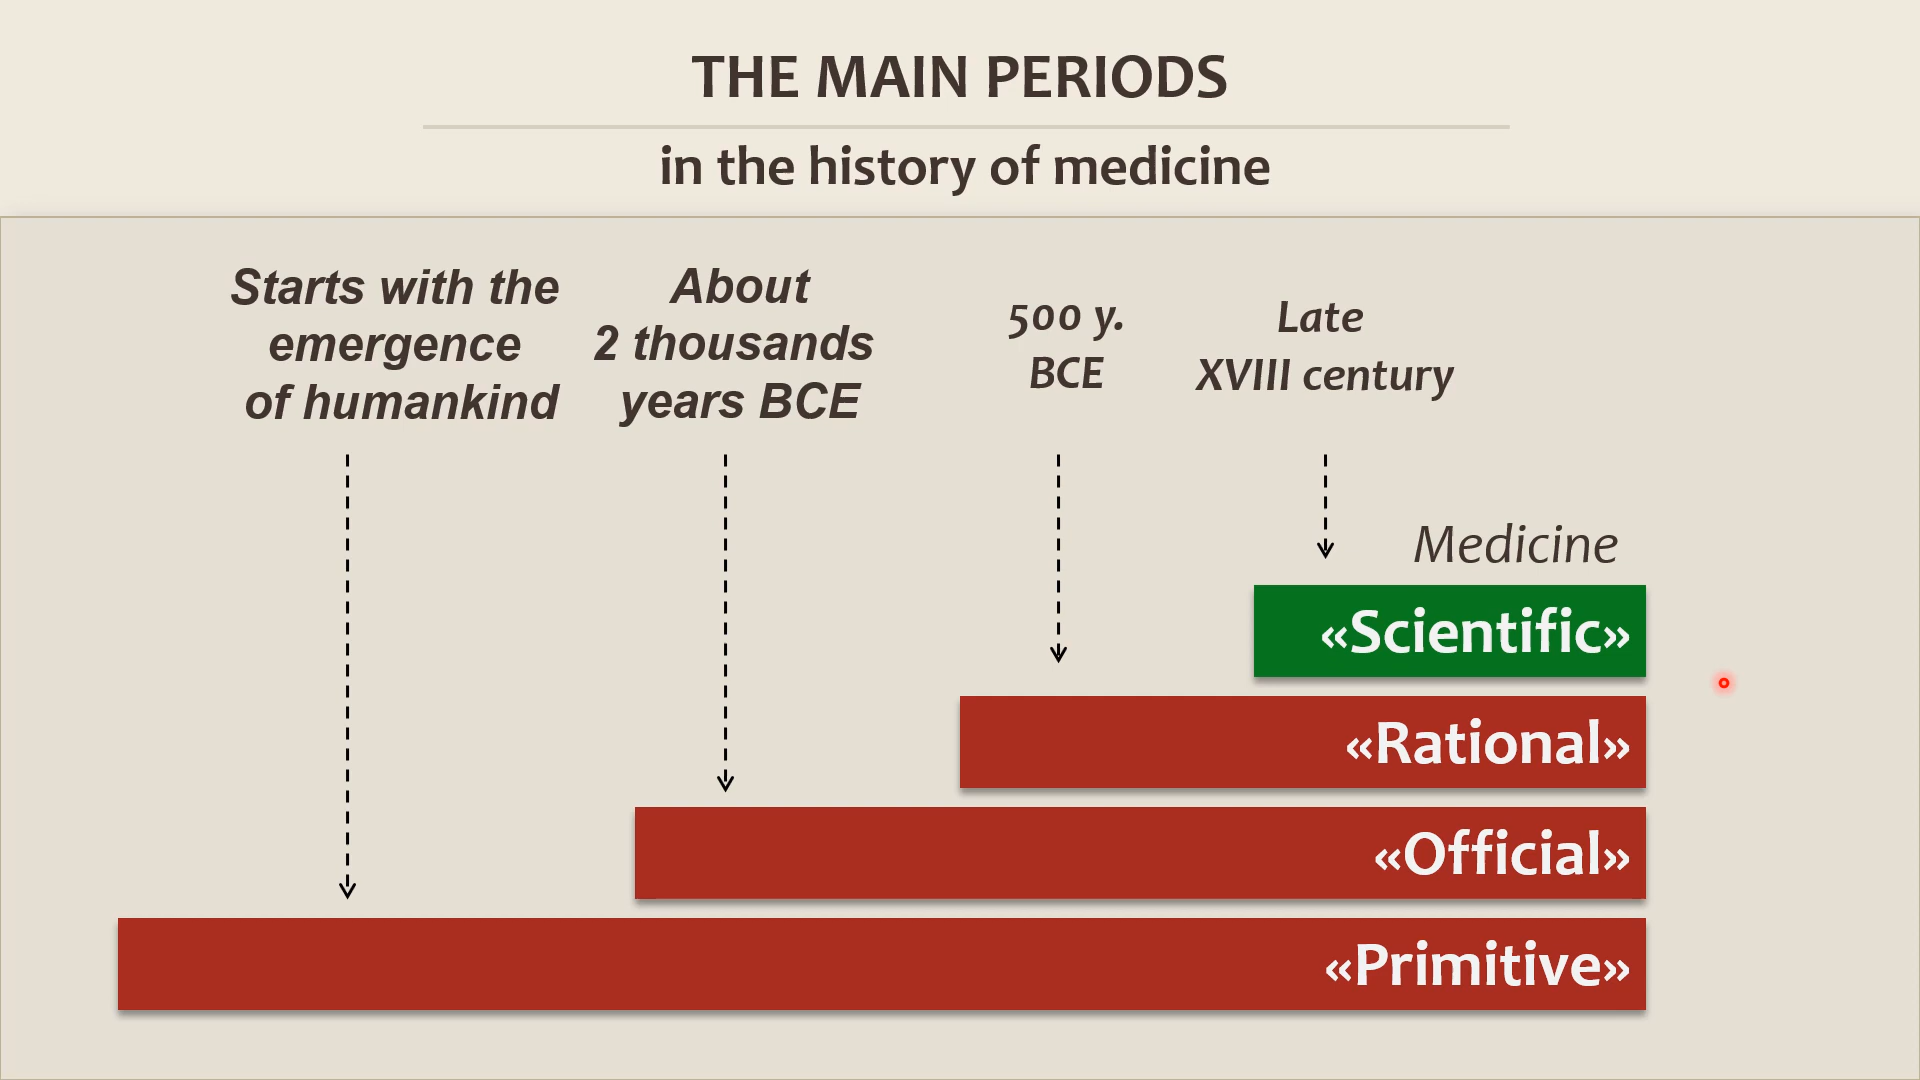 THE MAIN PERIODS
in the history of medicine
Starts with the
emergence
of humankind
About
2 thousands
years BCE
500 y.
BCE
Late
XVIII century
Medicine
«Scientific»
«Rational»
«Official»
«Primitive»